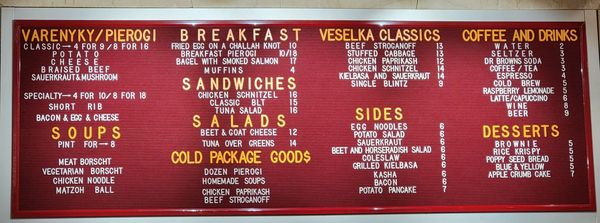 VARENYKY/PIEROGI
CLASSIC→4 FOR 9/8 FOR 16
POTATO
CHEESE
BRAISED BEEF
SAUERKRAUT&MUSHROOM
SPECIALTY→4 FOR 10/8 FOR 18
SHORT RIB
BACON & EGG & CHEESE
SOUPS
PINT FOR→8
MEAT BORSCHT
VEGETARIAN BORSCHT
CHICKEN NOODLE
MATZOH BALL
BREAKFAST
FRIED EGG ON A CHALLAH KNOT 10
BREAKFAST PIEROGI 10/18
BAGEL WITH SMOKED SALMON 17
MUFFINS 4
SANDWICHES
CHICKEN SCHNITZEL 16
CLASSIC BLT 15
TUNA SALAD 16
SALADS
BEET & GOAT CHEESE 12
TUNA OVER GREENS 14
COLD PACKAGE GOOD$
DOZEN PIEROGI
HOMEMADE SOUPS
CHICKEN PAPRIKASH
BEEF STROGANOFF
VESELKA CLASSICS
BEEF STROGANOFF 13
STUFFED CABBAGE 13
CHICKEN PAPRIKASH 12
CHICKEN SCHNITZEL 14
KIELBASA AND SAUERKRAUT 14
SINGLE BLINTZ 9
SIDES
EGG NOODLES 6
POTATO SALAD 6
SAUERKRAUT 6
BEET AND HORSERADISH SALAD 6
COLESLAW 6
GRILLED KIELBASA 6
KASHA 6
BACON 6
POTATO PANCAKE 7
COFFEE AND DRINKS
WATER 2
SELTZER 3
DR BROWNS SODA 3
COFFEE/TEA 3
ESPRESSO 4
COLD BREW 5
RASPBERRY LEMONADE 5
LATTE/CAPUCCINO 6
WINE 8
BEER 9
DESSERTS
BROWNIE 5
RICE KRISPY 5
POPPY SEED BREAD 5
BLUE & YELLOW 5
APPLE CRUMB CAKE 7